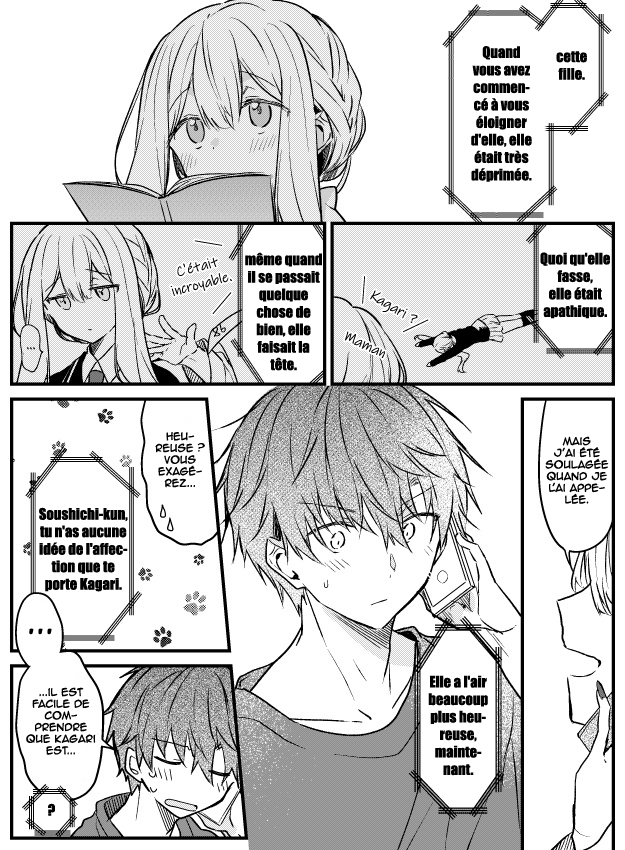 cette
fille.
Quand
vous avez
commen-
cé à vous
éloigner
d'elle, elle
était très
déprimée.
Quoi qu'elle
fasse,
elle était
apathique.
Kagari ?
Maman
même quand
il se passait
quelque
chose de
bien, elle
faisait la
tête.
C'était
incroyable.
...
MAIS
J'AI ÉTÉ
SOULAGÉE
QUAND JE
L'AI APPE-
LÉE.
Elle a l'air
beaucoup
plus heu-
reuse,
mainte-
nant.
HEU-
REUSE ?
VOUS
EXAGÉ-
REZ...
Soushichi-kun,
tu n'as aucune
idée de l'affec-
tion que te
porte Kagari.
...
...IL EST
FACILE DE
COM-
PRENDRE
QUE KAGARI
EST...
?